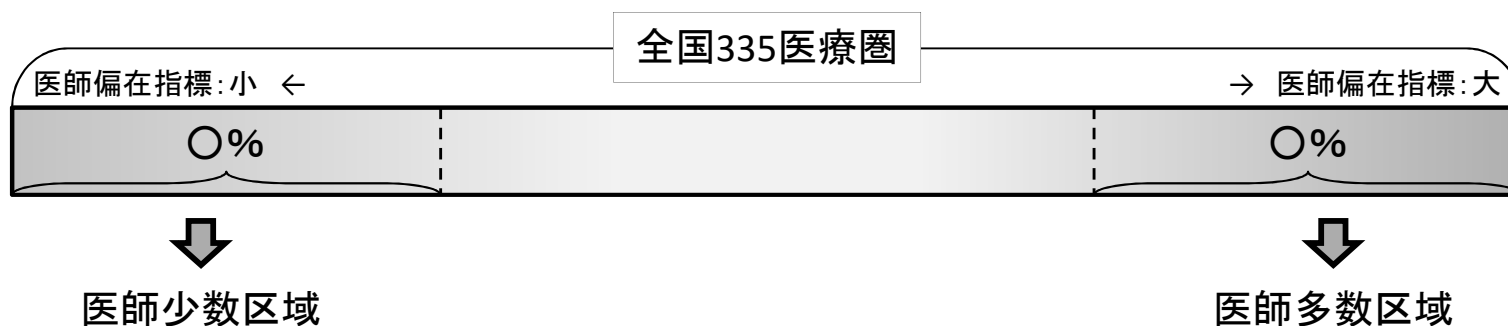 全国335医療圏
医師偏在指標:小 ← → 医師偏在指標:大
〇% 〇%
医師少数区域 医師多数区域